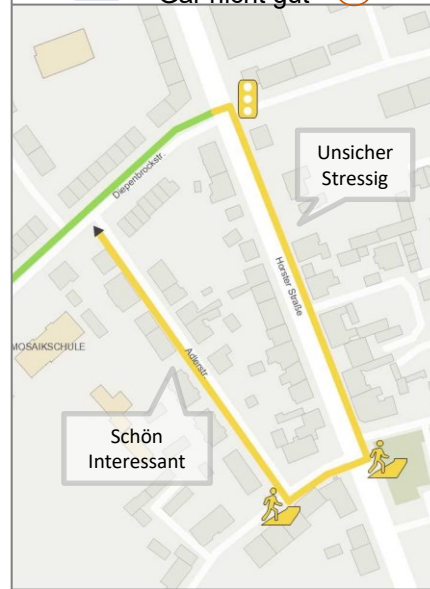 Gar nicht gut
Unsicher
Stressig
Diepenbrockstr.
Horster Straße
MOSAIKSCHULE
Adlerstr.
Schön
Interessant